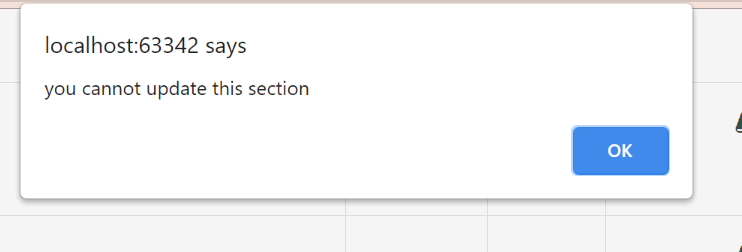 localhost:63342 says
you cannot update this section
OK